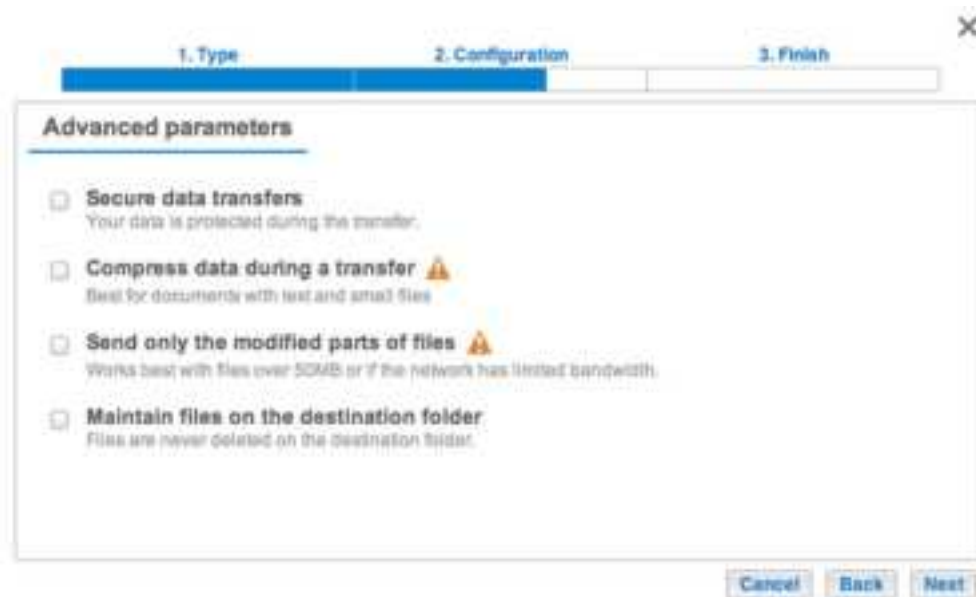 1. Type
2. Configuration
3. Finish
Advanced parameters
Secure data transfers
Your data is protected during the transfer.
Compress data during a transfer
Best for documents with text and small files
Send only the modified parts of files
Works best with files over 50MB or if the network has limited bandwidth.
Maintain files on the destination folder
Files are never deleted on the destination folder.
Cancel
Back
Next